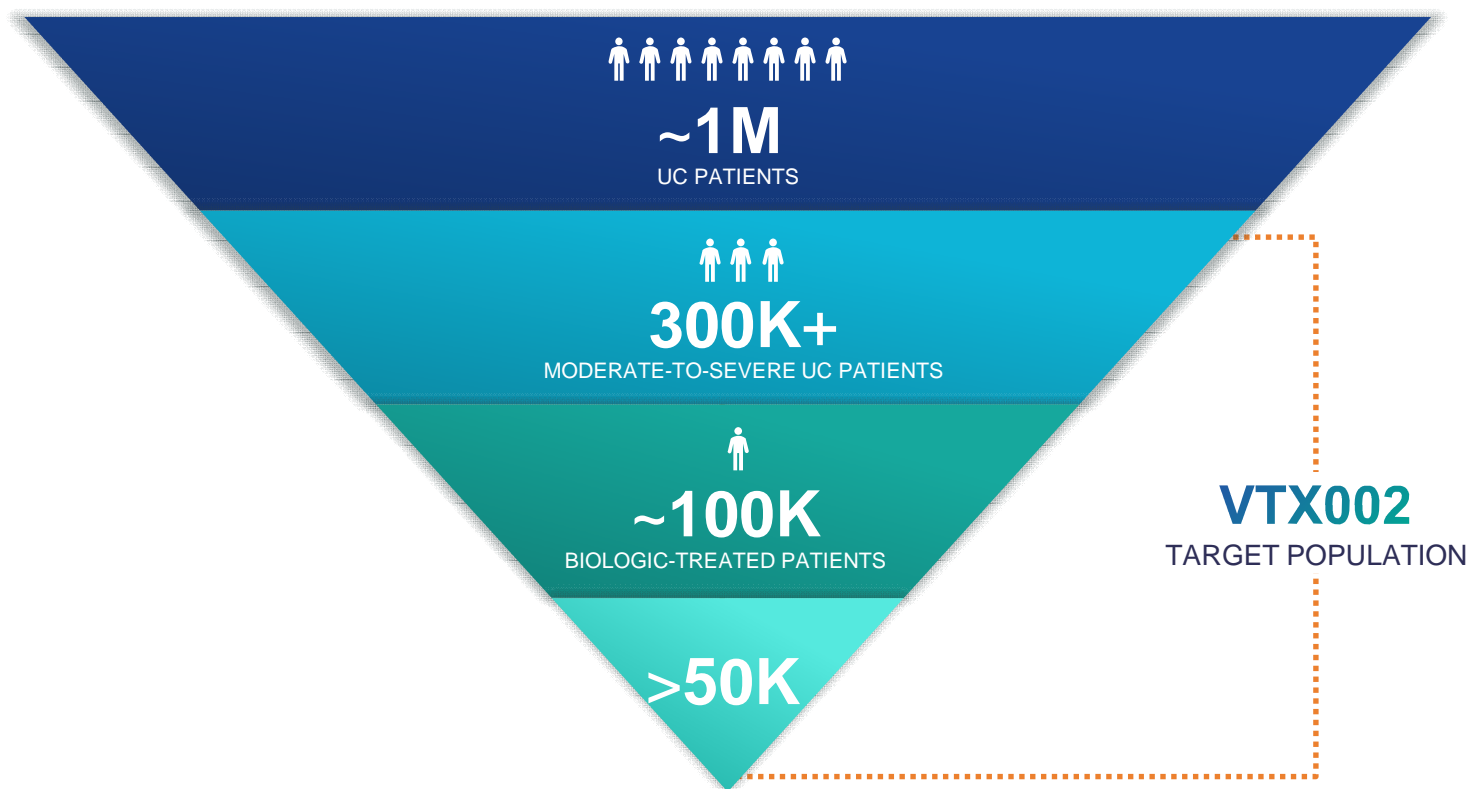 ~1M
UC PATIENTS
300K+
MODERATE-TO-SEVERE UC PATIENTS
~100K
BIOLOGIC-TREATED PATIENTS
>50K
VTX002
TARGET POPULATION